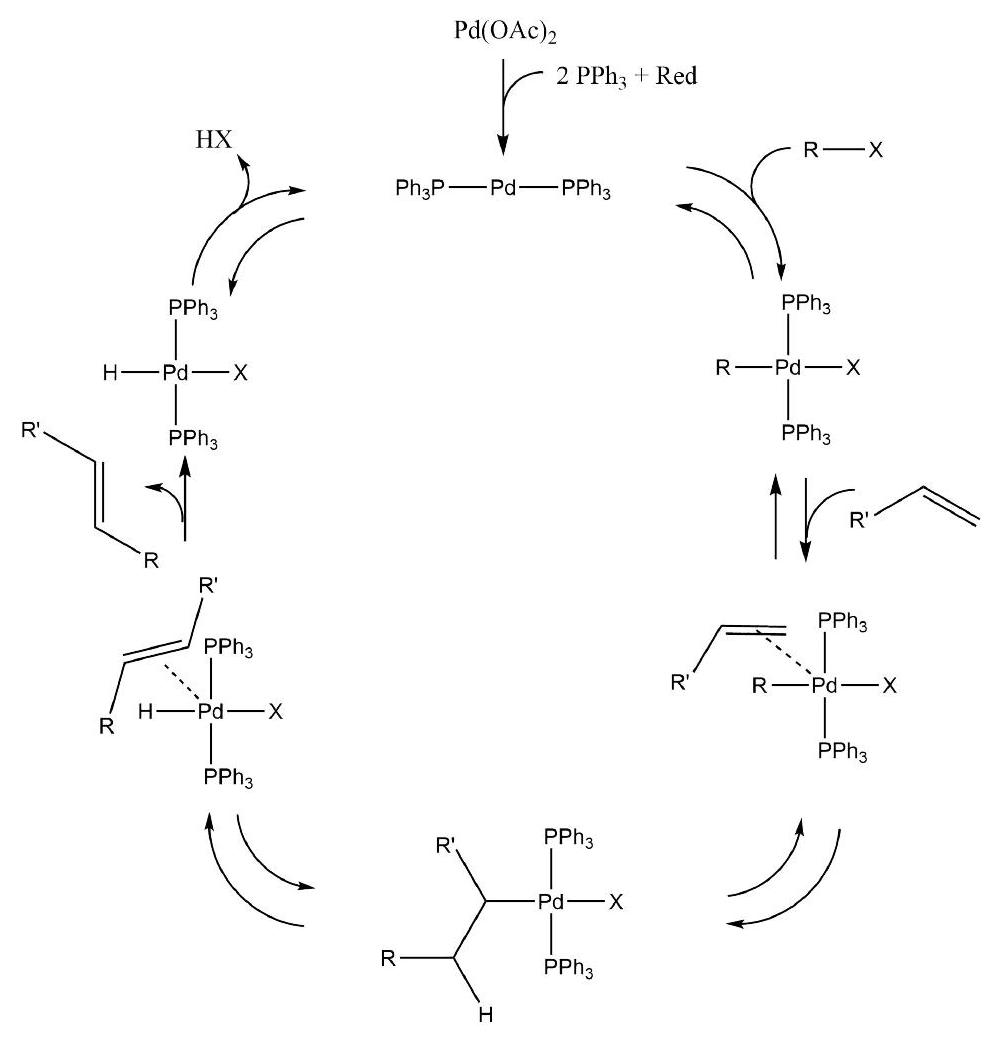 Pd(OAc)₂
2 PPh₃ + Red
HX
R—X
Ph₃P—Pd—PPh₃
PPh₃
H—Pd—X
PPh₃
PPh₃
R—Pd—X
PPh₃
R'
R
R'
R'
PPh₃
H—Pd—X
R
PPh₃
PPh₃
R'
R—Pd—X
PPh₃
R'
PPh₃
Pd—X
R
PPh₃
H